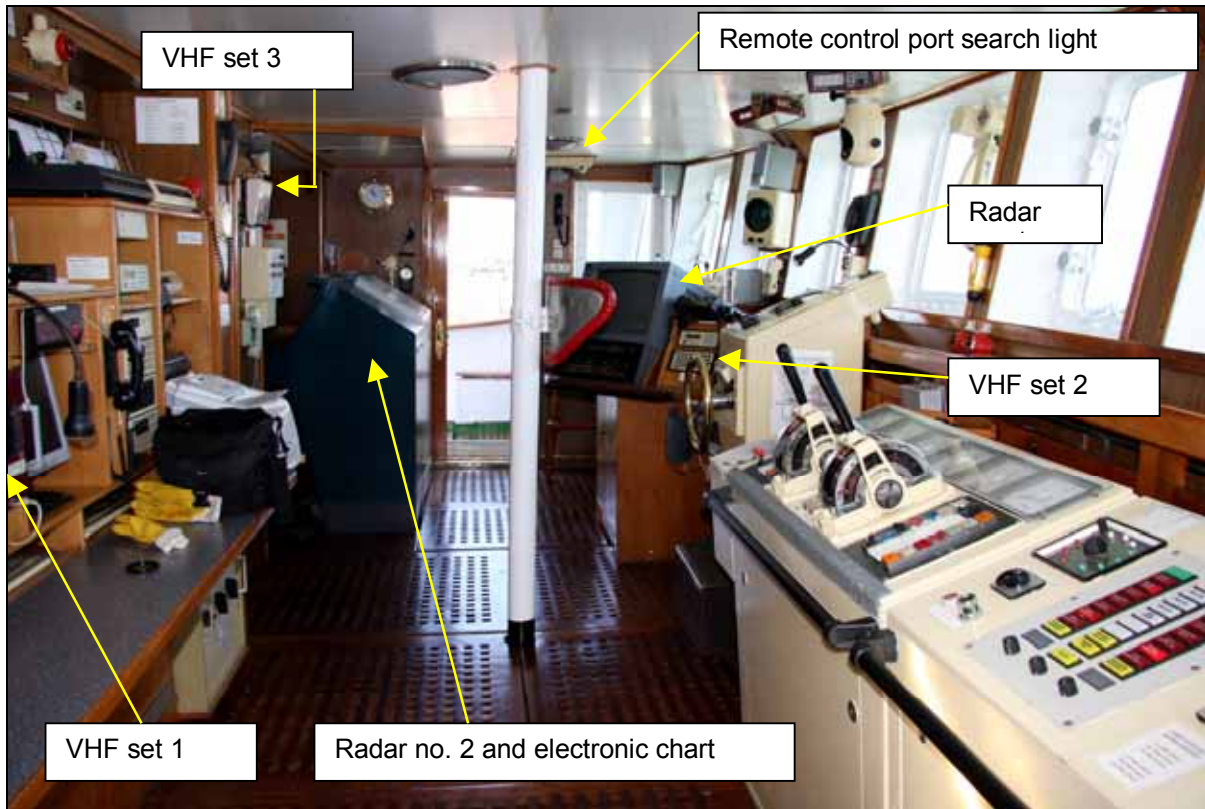 VHF set 3
Remote control port search light
Radar
VHF set 2
VHF set 1
Radar no. 2 and electronic chart